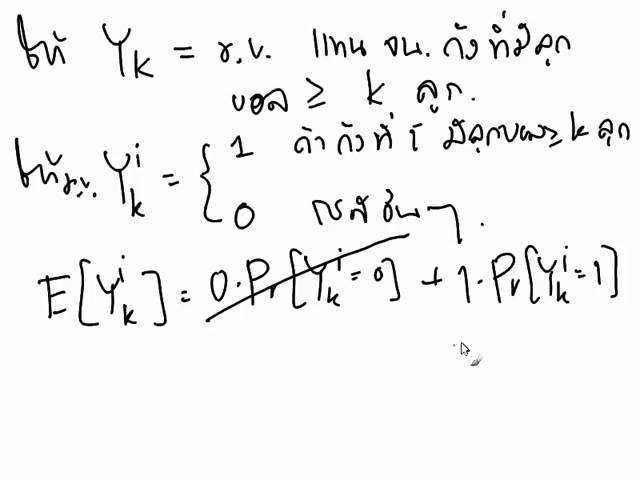 ให้ Y_k = r.v. แทน จน. ถังที่มีลูก
บอล ≥ k ลูก.
ให้ r.v. Y_k^i = { 1 ถ้าถังที่ i มีลูกบอล ≥ k ลูก
0 กรณีอื่นๆ.
E[Y_k^i] = 0·Pr[Y_k^i = 0] + 1·Pr[Y_k^i = 1]